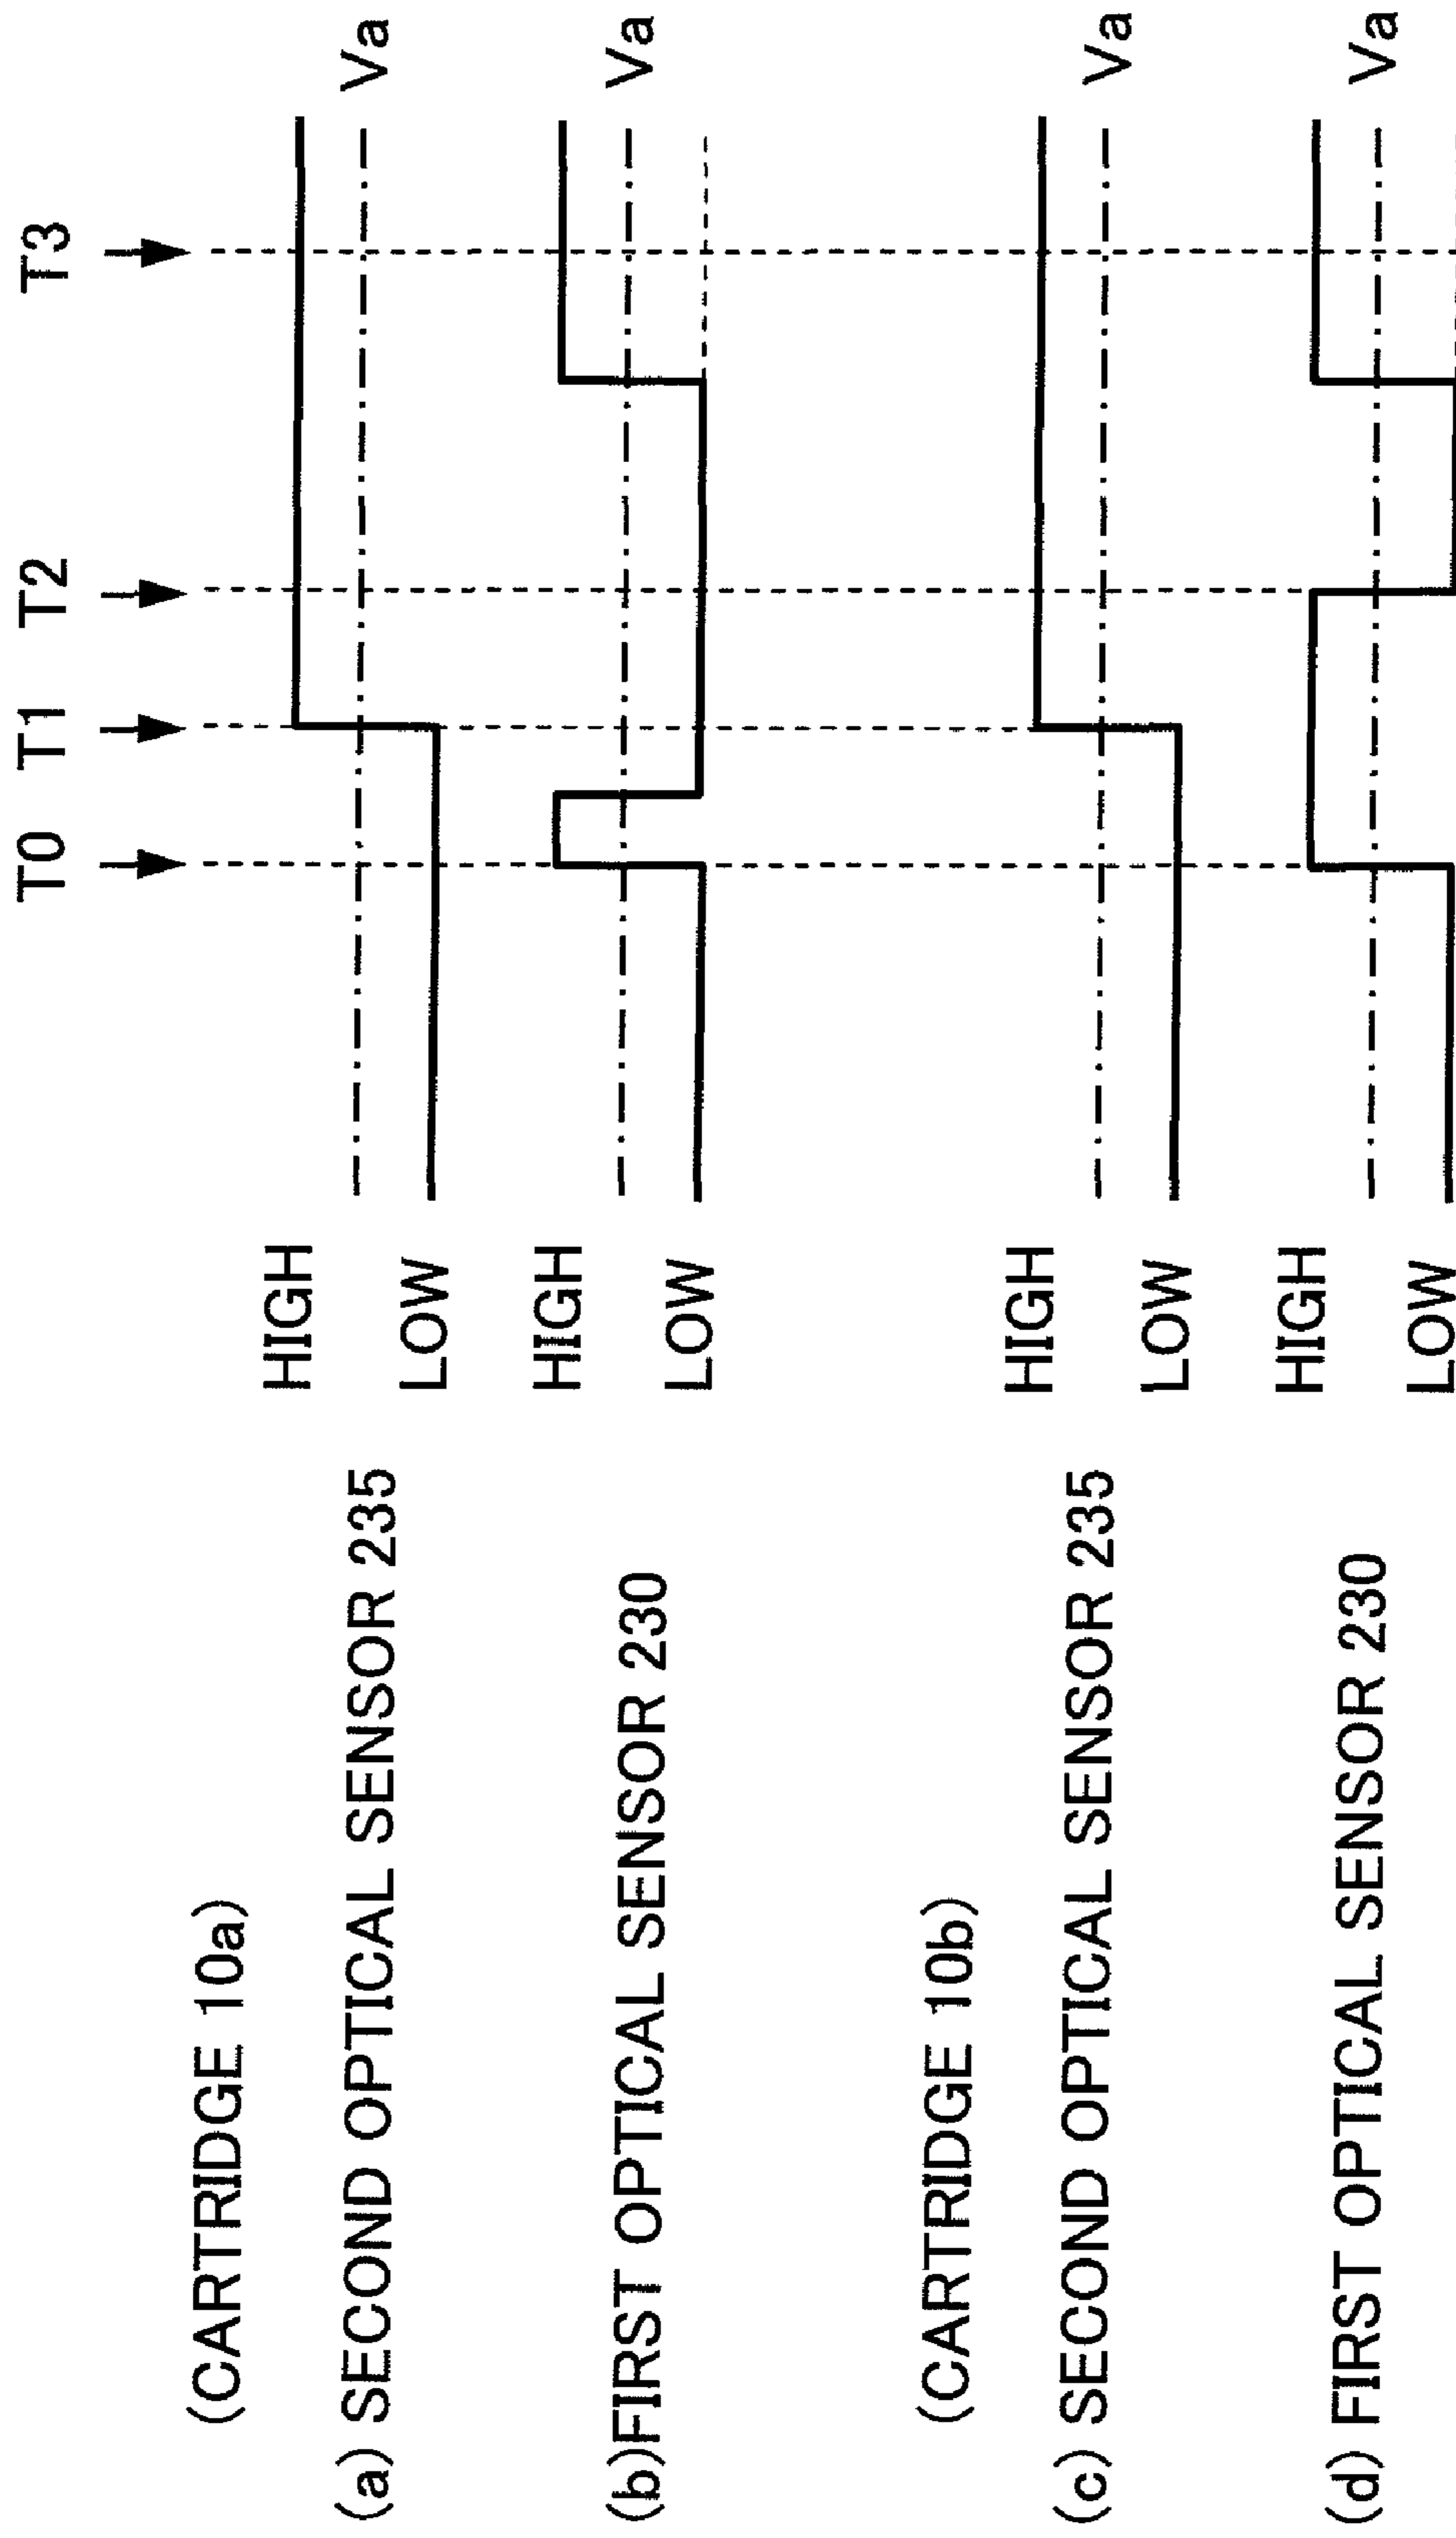 T0 T1 T2 T3
(CARTRIDGE 10a)
(a) SECOND OPTICAL SENSOR 235
HIGH
Va
LOW
(b)FIRST OPTICAL SENSOR 230
HIGH
Va
LOW
(CARTRIDGE 10b)
(c) SECOND OPTICAL SENSOR 235
HIGH
Va
LOW
(d) FIRST OPTICAL SENSOR 230
HIGH
Va
LOW